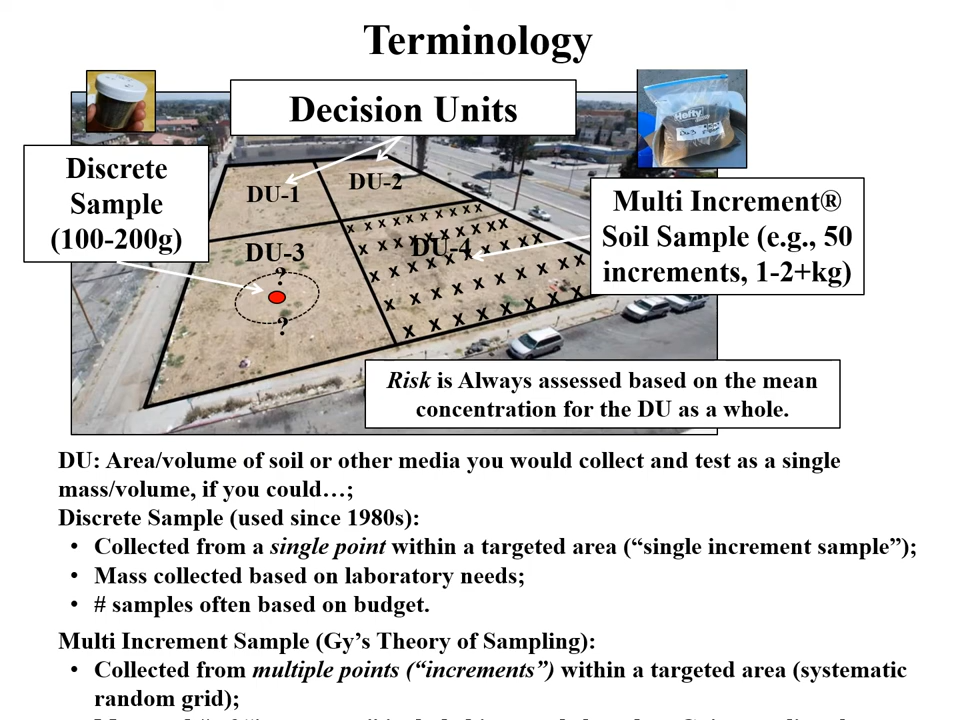 Terminology
Decision Units
Discrete
Sample
(100-200g)
Hefty
Multi Increment®
Soil Sample (e.g., 50
increments, 1-2+kg)
DU-1
DU-2
DU-3
DU-4
?
?
x x x x x x x x x
x x x x x x x x
x x x x x x x
x x x x x x x
x x x x x x x
x x x x x x x x
Risk is Always assessed based on the mean
concentration for the DU as a whole.
DU: Area/volume of soil or other media you would collect and test as a single
mass/volume, if you could…;
Discrete Sample (used since 1980s):
• Collected from a single point within a targeted area (“single increment sample”);
• Mass collected based on laboratory needs;
• # samples often based on budget.
Multi Increment Sample (Gy’s Theory of Sampling):
• Collected from multiple points (“increments”) within a targeted area (systematic
random grid);